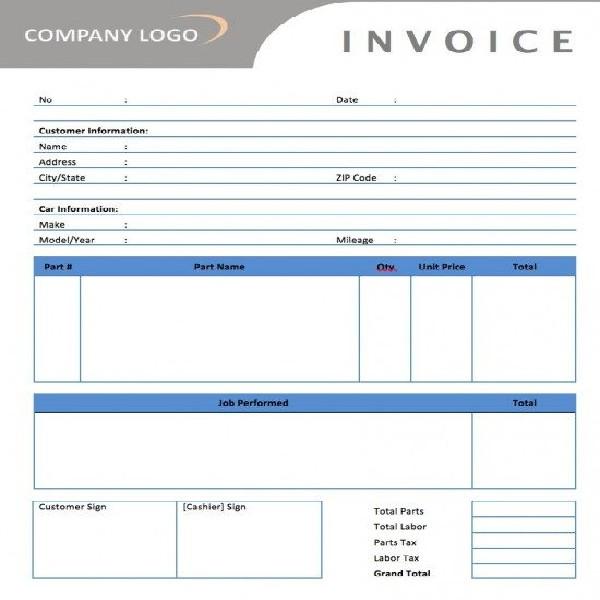 COMPANY LOGO
INVOICE
No : Date :
Customer Information:
Name :
Address :
City/State : ZIP Code :
Car Information:
Make :
Model/Year : Mileage :
Part # Part Name Qty. Unit Price Total
Job Performed Total
Customer Sign [Cashier] Sign
Total Parts
Total Labor
Parts Tax
Labor Tax
Grand Total